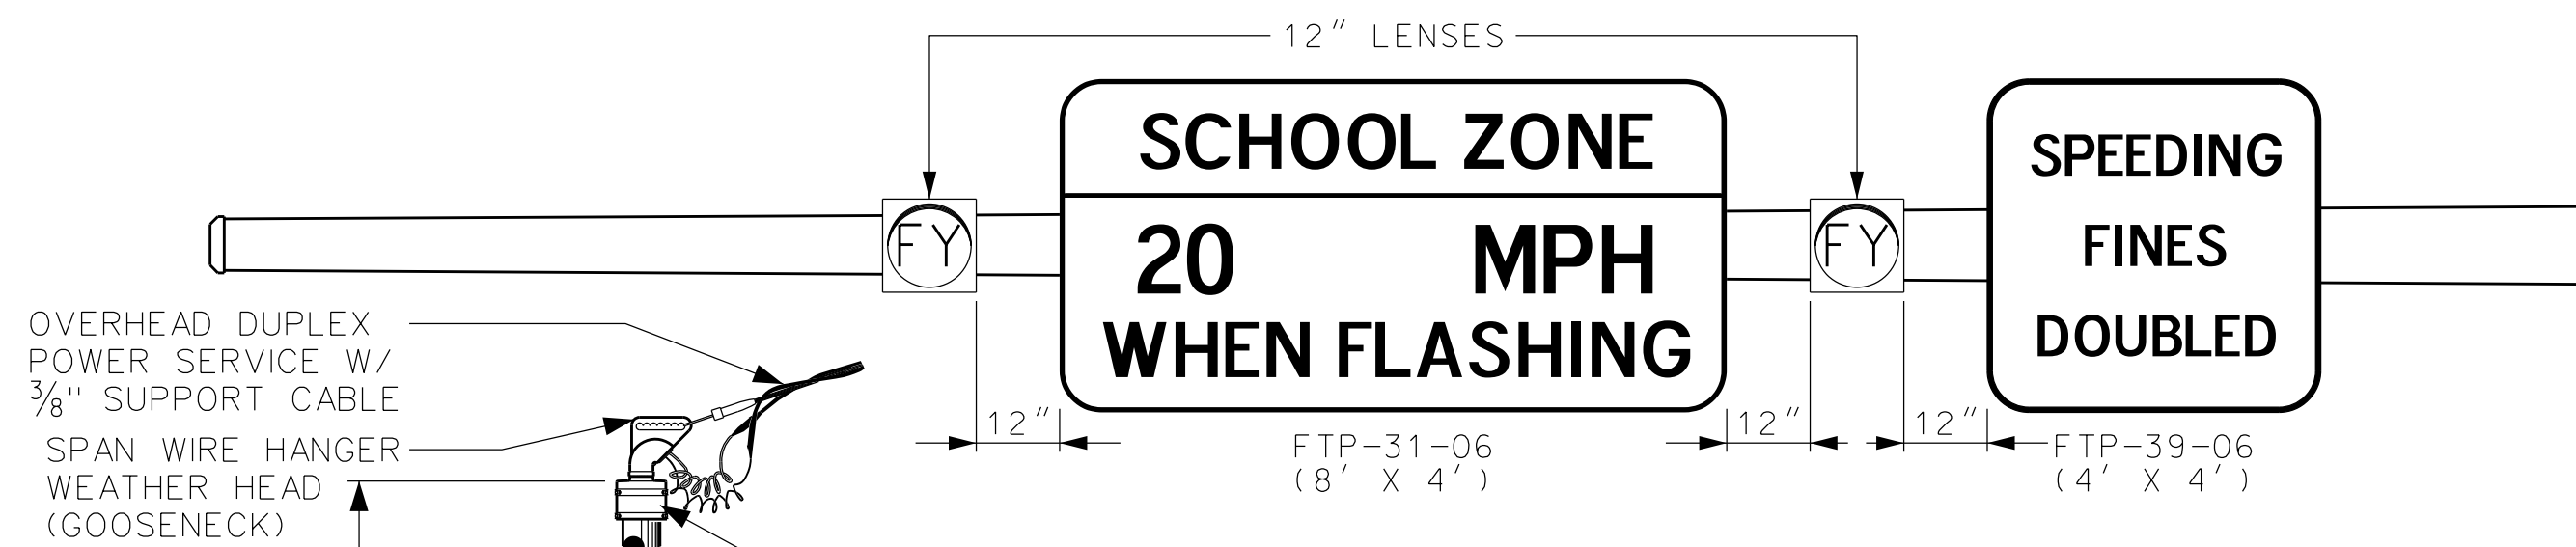 12" LENSES
SCHOOL ZONE
20 MPH
WHEN FLASHING
SPEEDING
FINES
DOUBLED
FY
FY
OVERHEAD DUPLEX
POWER SERVICE W/
3/8" SUPPORT CABLE
SPAN WIRE HANGER
WEATHER HEAD
(GOOSENECK)
12"
FTP-31-06
(8' X 4')
12"
12"
FTP-39-06
(4' X 4')